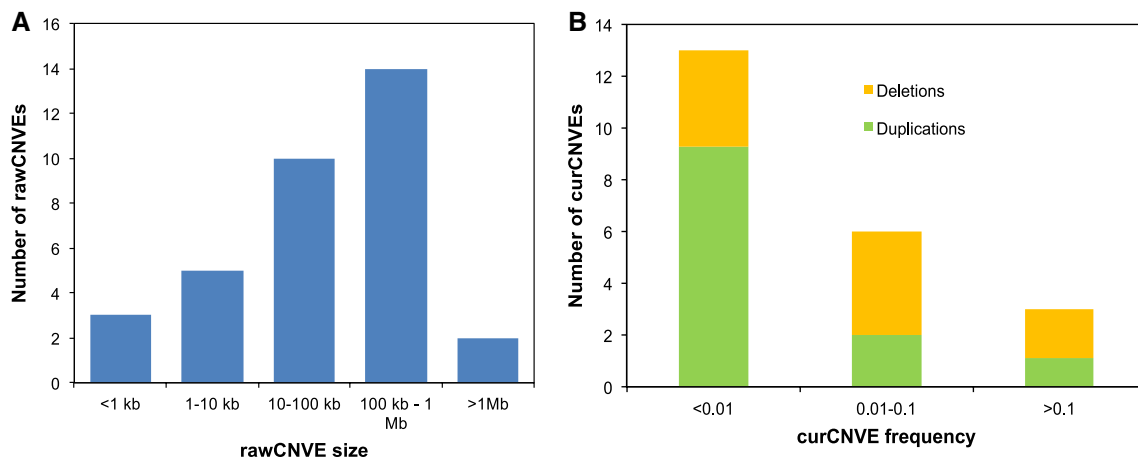 A
Number of rawCNVEs
16
14
12
10
8
6
4
2
0
<1 kb
1-10 kb
10-100 kb
100 kb - 1
Mb
>1Mb
rawCNVE size
B
Number of curCNVEs
14
12
10
8
6
4
2
0
Deletions
Duplications
<0.01
0.01-0.1
>0.1
curCNVE frequency